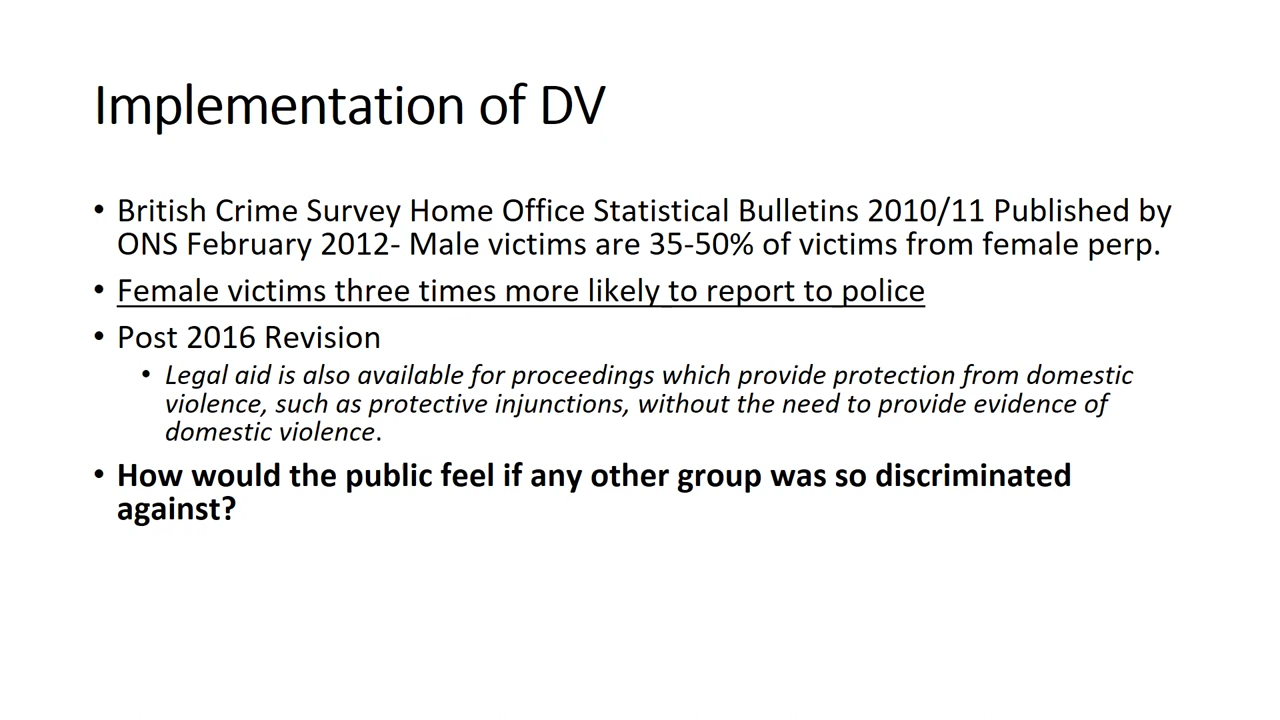 Implementation of DV
• British Crime Survey Home Office Statistical Bulletins 2010/11 Published by
ONS February 2012- Male victims are 35-50% of victims from female perp.
• Female victims three times more likely to report to police
• Post 2016 Revision
• Legal aid is also available for proceedings which provide protection from domestic
violence, such as protective injunctions, without the need to provide evidence of
domestic violence.
• How would the public feel if any other group was so discriminated
against?